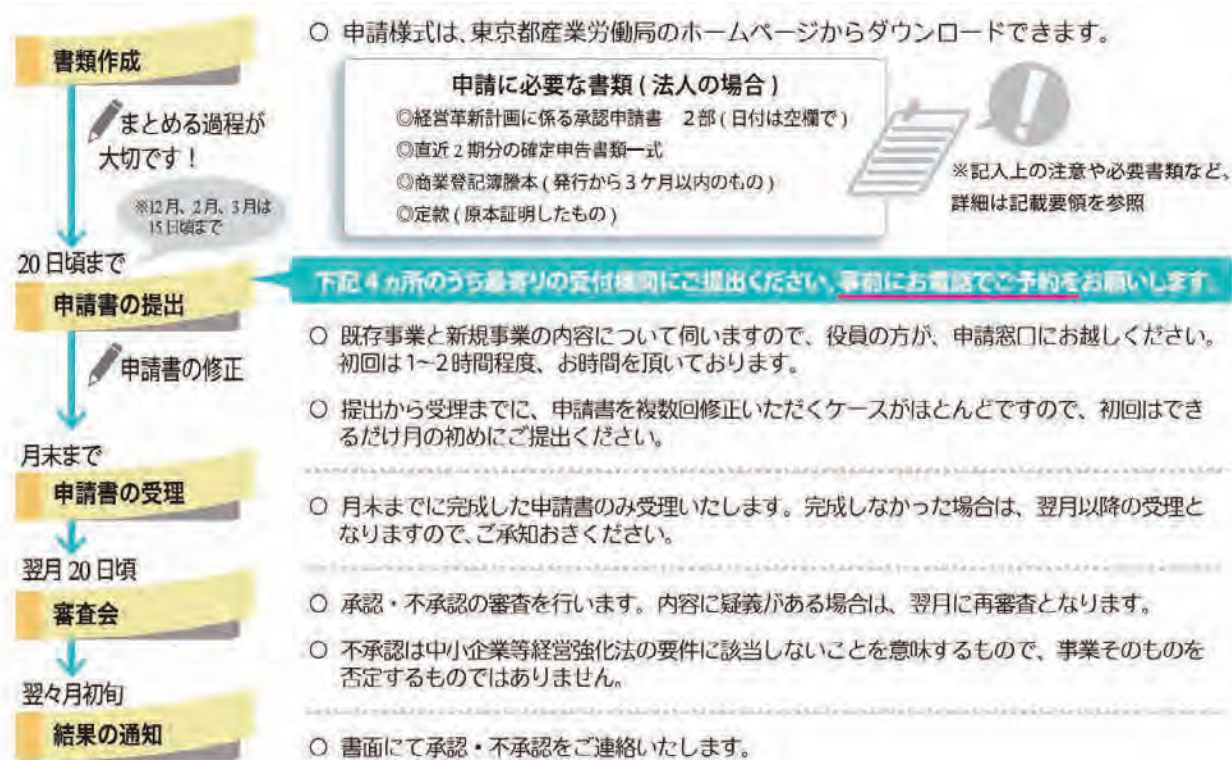 書類作成
まとめる過程が
大切です！
※12月、2月、3月は
15日頃まで
○ 申請様式は、東京都産業労働局のホームページからダウンロードできます。
申請に必要な書類 ( 法人の場合 )
◎経営革新計画に係る承認申請書　2部 ( 日付は空欄で )
◎直近 2 期分の確定申告書類一式
◎商業登記簿謄本 ( 発行から 3 ケ月以内のもの )
◎定款 ( 原本証明したもの )
※記入上の注意や必要書類など、
詳細は記載要領を参照
20 日頃まで
申請書の提出
下記 4 ヵ所のうち最寄りの受付機関にご提出ください、事前にお電話でご予約をお願いします
申請書の修正
○ 既存事業と新規事業の内容について伺いますので、役員の方が、申請窓口にお越しください。
初回は 1~2 時間程度、お時間を頂いております。
○ 提出から受理までに、申請書を複数回修正いただくケースがほとんどですので、初回はでき
るだけ月の初めにご提出ください。
月末まで
申請書の受理
○ 月末までに完成した申請書のみ受理いたします。完成しなかった場合は、翌月以降の受理と
なりますので、ご承知おきください。
翌月 20 日頃
審査会
○ 承認・不承認の審査を行います。内容に疑義がある場合は、翌月に再審査となります。
○ 不承認は中小企業等経営強化法の要件に該当しないことを意味するもので、事業そのものを
否定するものではありません。
翌々月初旬
結果の通知
○ 書面にて承認・不承認をご連絡いたします。